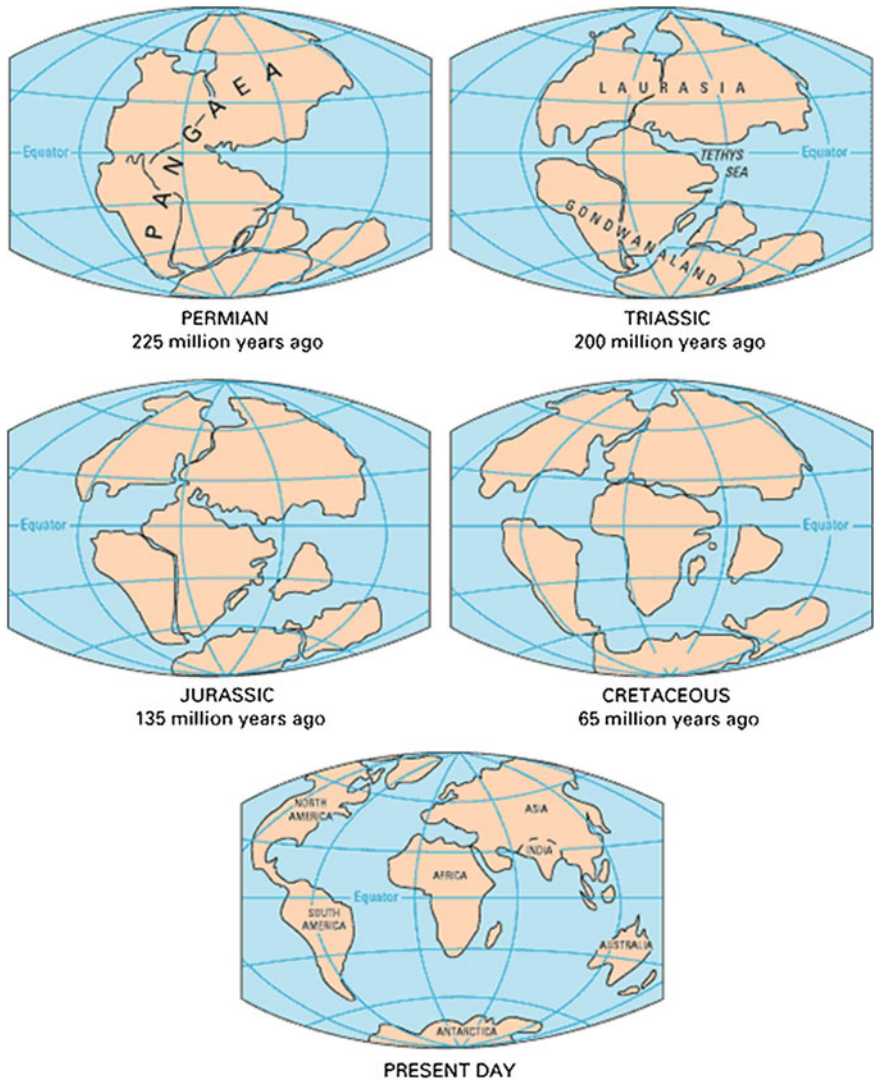 PANGAEA
Equator
PERMIAN
225 million years ago
LAURASIA
TETHYS
SEA
Equator
GONDWANALAND
TRIASSIC
200 million years ago
Equator
JURASSIC
135 million years ago
Equator
CRETACEOUS
65 million years ago
NORTH
AMERICA
ASIA
INDIA
AFRICA
Equator
SOUTH
AMERICA
AUSTRALIA
ANTARCTICA
PRESENT DAY